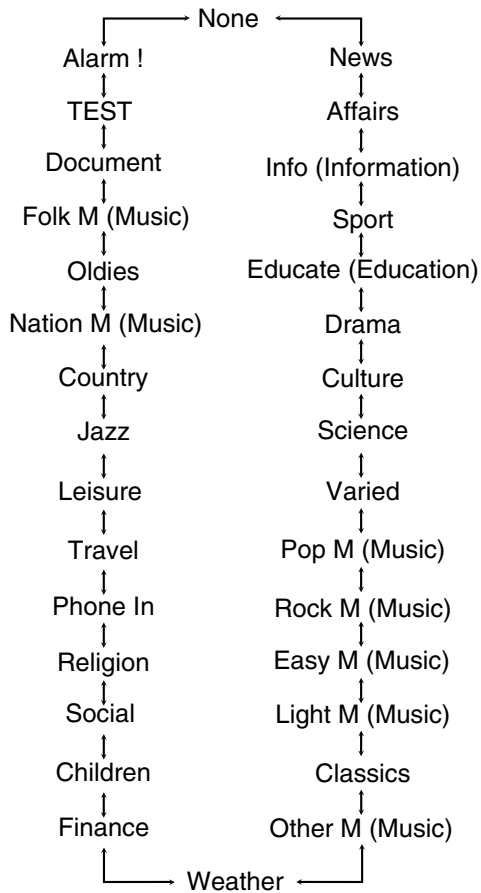 None
Alarm !
News
TEST
Affairs
Document
Info (Information)
Folk M (Music)
Sport
Oldies
Educate (Education)
Nation M (Music)
Drama
Country
Culture
Jazz
Science
Leisure
Varied
Travel
Pop M (Music)
Phone In
Rock M (Music)
Religion
Easy M (Music)
Social
Light M (Music)
Children
Classics
Finance
Other M (Music)
Weather